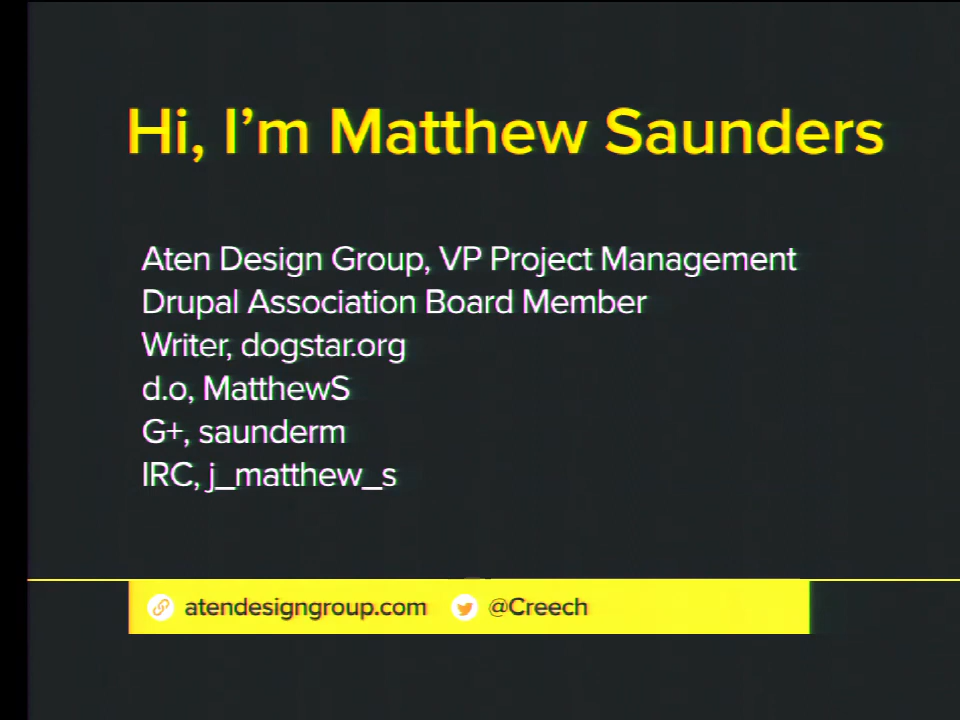 Hi, I’m Matthew Saunders
Aten Design Group, VP Project Management
Drupal Association Board Member
Writer, dogstar.org
d.o, MatthewS
G+, saunderm
IRC, j_matthew_s
atendesigngroup.com @Creech